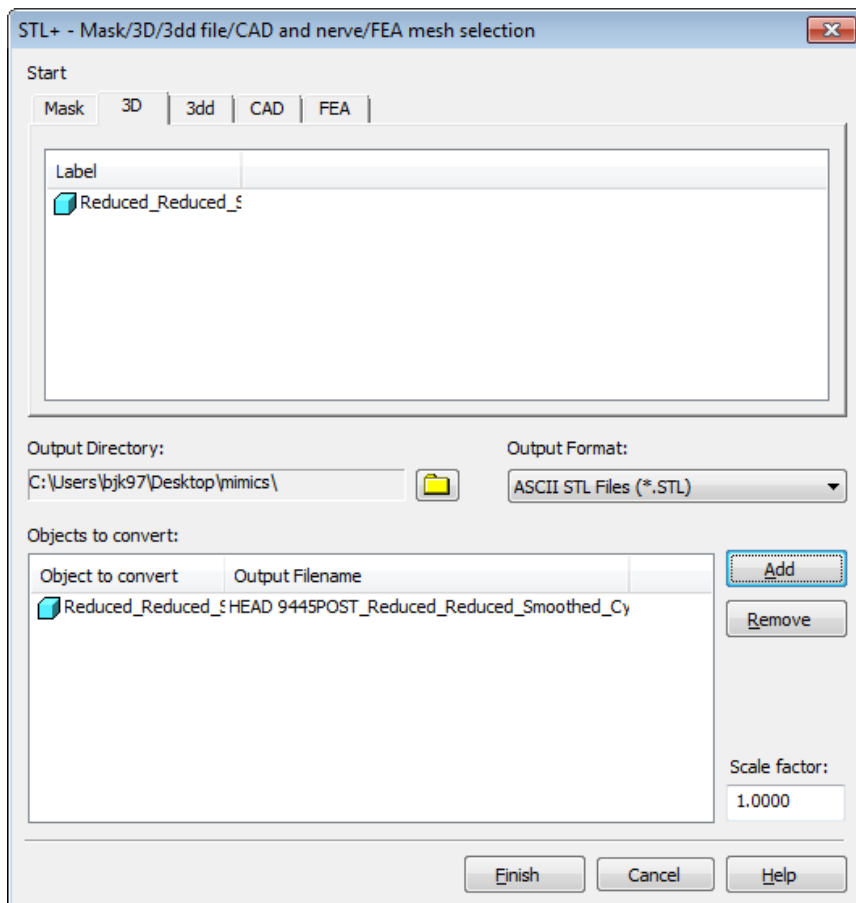 STL+ - Mask/3D/3dd file/CAD and nerve/FEA mesh selection
Start
Mask 3D 3dd CAD FEA
Label
Reduced_Reduced_S
Output Directory: Output Format:
C:\Users\bjk97\Desktop\mimics\ ASCII STL Files (*.STL)
Objects to convert:
Object to convert Output Filename Add
Reduced_Reduced_S HEAD 9445POST_Reduced_Reduced_Smoothed_Cy Remove
Scale factor:
1.0000
Finish Cancel Help